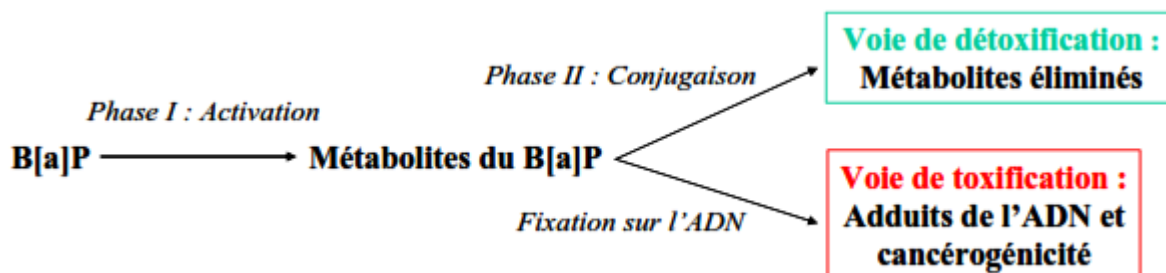 Voie de détoxification :
Métabolites éliminés
Phase II : Conjugaison
Phase I : Activation
B[a]P
Métabolites du B[a]P
Fixation sur l'ADN
Voie de toxification :
Adduits de l'ADN et
cancérogénicité